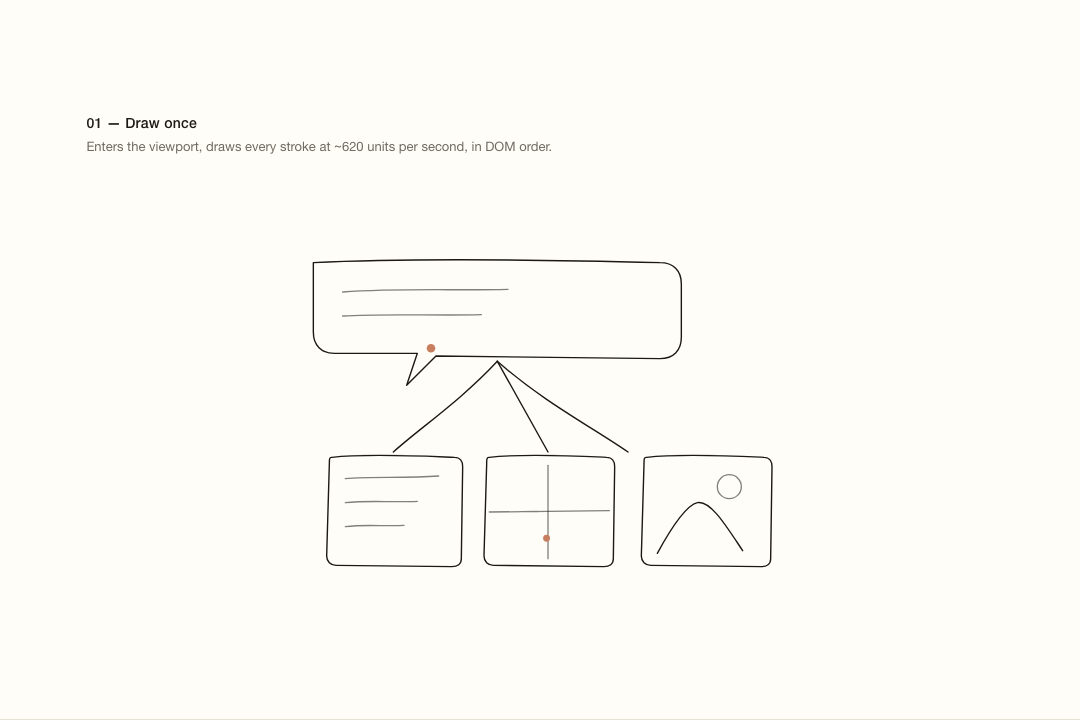 01 — Draw once
Enters the viewport, draws every stroke at ~620 units per second, in DOM order.